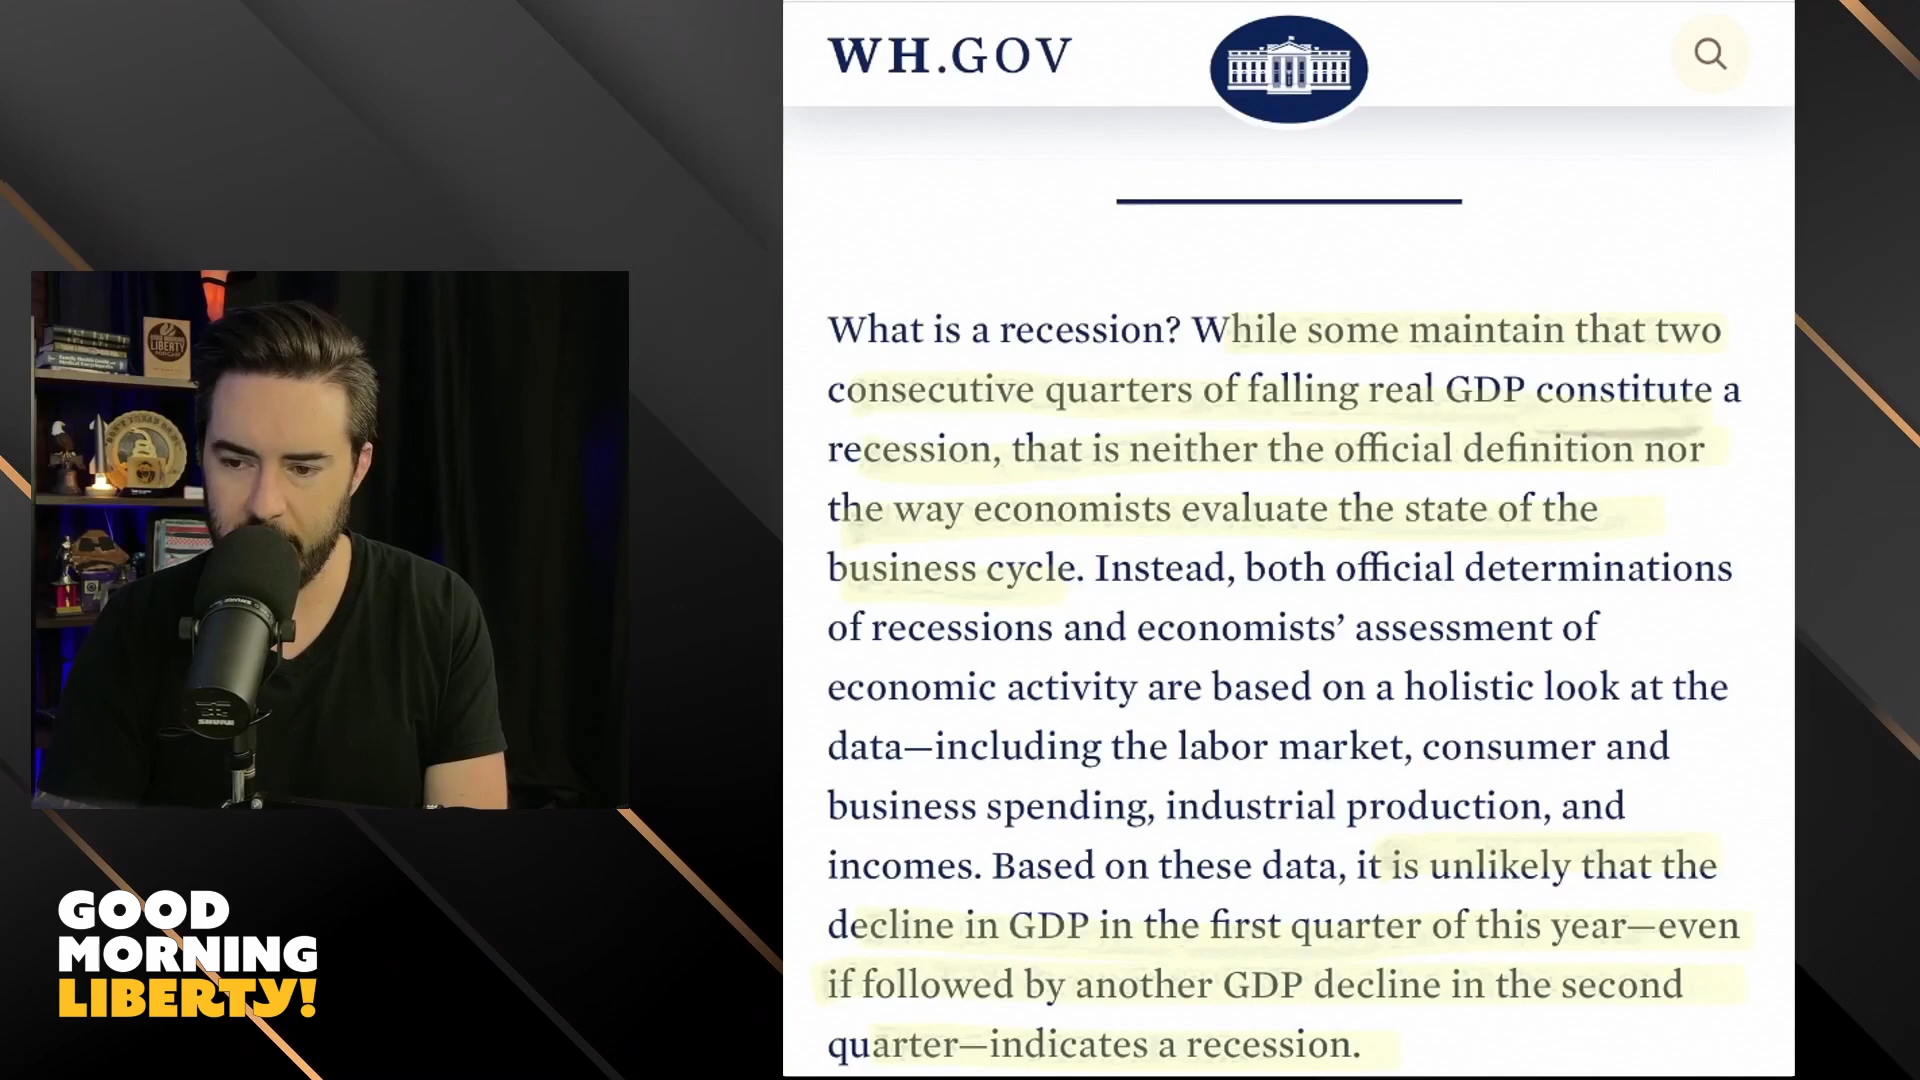 WH.GOV
What is a recession? While some maintain that two
consecutive quarters of falling real GDP constitute a
recession, that is neither the official definition nor
the way economists evaluate the state of the
business cycle. Instead, both official determinations
of recessions and economists’ assessment of
economic activity are based on a holistic look at the
data—including the labor market, consumer and
business spending, industrial production, and
incomes. Based on these data, it is unlikely that the
decline in GDP in the first quarter of this year—even
if followed by another GDP decline in the second
quarter—indicates a recession.
GOOD MORNING
LIBERTY
PODCAST
SHURE
GOOD
MORNING
LIBERTY!